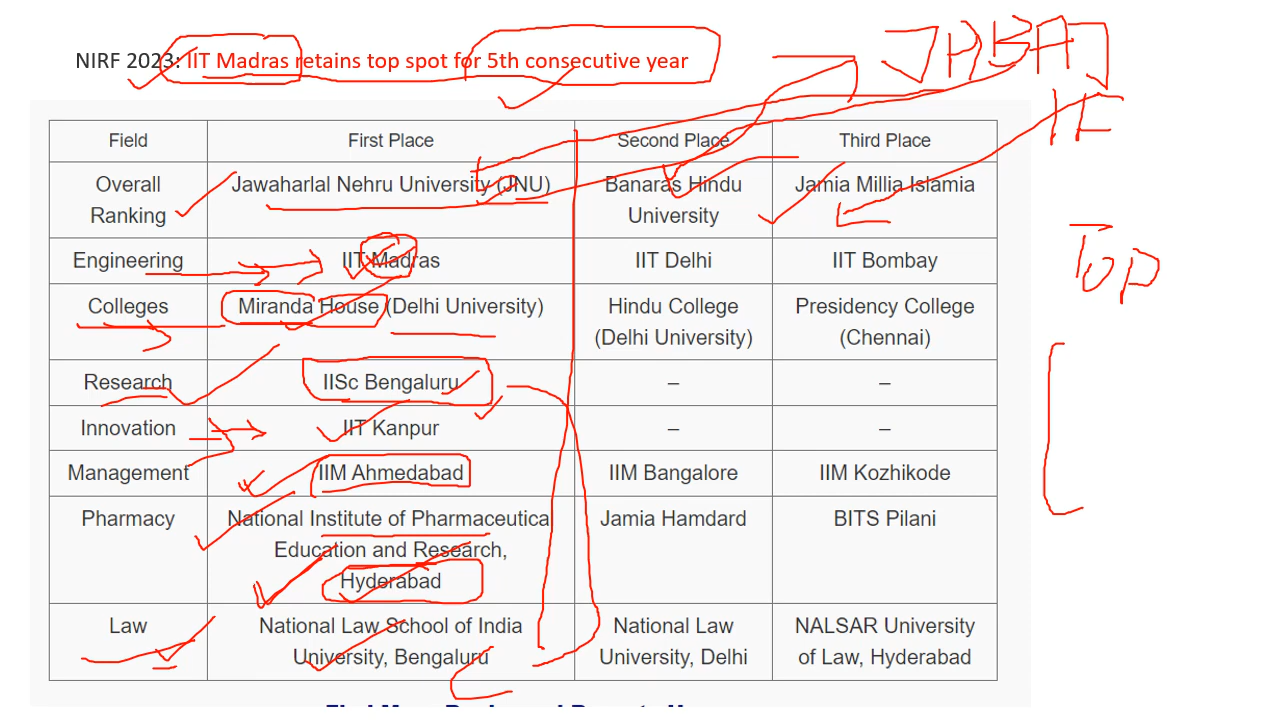 NIRF 2023: IIT Madras retains top spot for 5th consecutive year
Field First Place Second Place Third Place
Overall Ranking Jawaharlal Nehru University (JNU) Banaras Hindu University Jamia Millia Islamia
Engineering IIT Madras IIT Delhi IIT Bombay
Colleges Miranda House (Delhi University) Hindu College (Delhi University) Presidency College (Chennai)
Research IISc Bengaluru – –
Innovation IIT Kanpur – –
Management IIM Ahmedabad IIM Bangalore IIM Kozhikode
Pharmacy National Institute of Pharmaceutical Education and Research, Hyderabad Jamia Hamdard BITS Pilani
Law National Law School of India University, Bengaluru National Law University, Delhi NALSAR University of Law, Hyderabad
Top